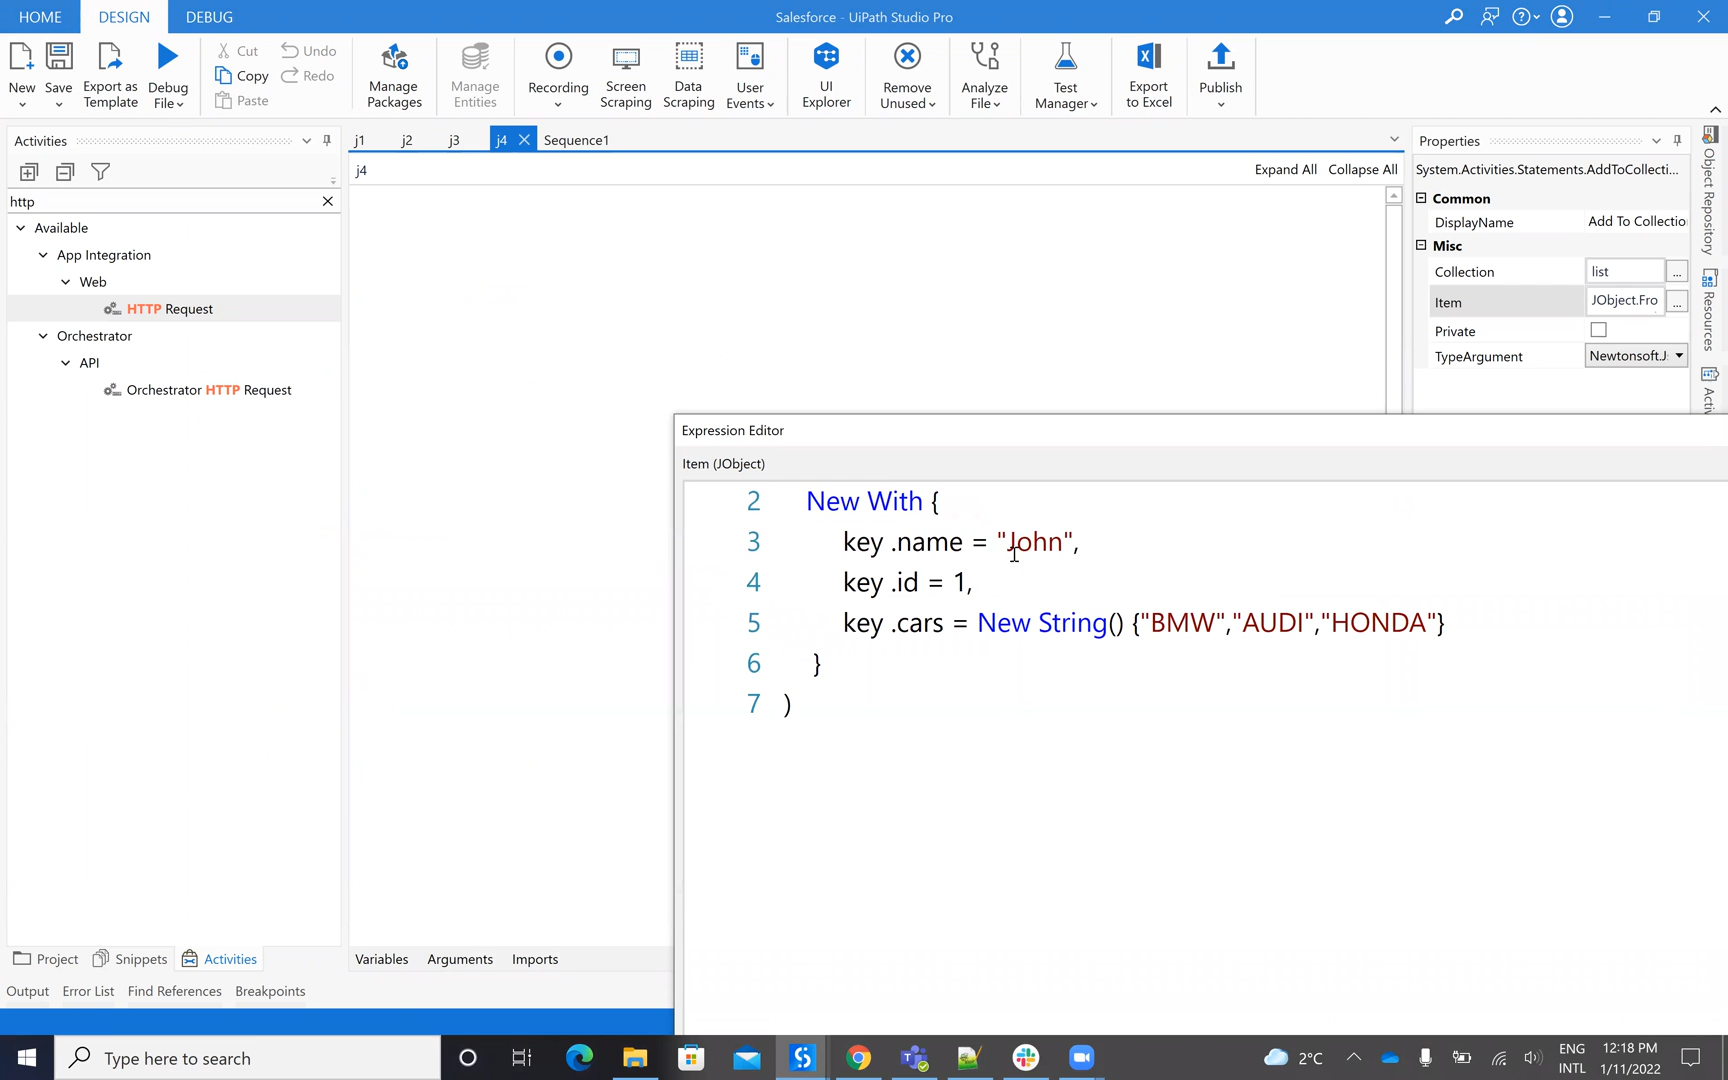 HOME DESIGN DEBUG
Salesforce - UiPath Studio Pro
New
Save
Export as
Template
Debug
File
Cut
Copy
Paste
Undo
Redo
Manage
Packages
Manage
Entities
Recording
Screen
Scraping
Data
Scraping
User
Events
UI
Explorer
Remove
Unused
Analyze
File
Test
Manager
Export
to Excel
Publish
Activities
http
Available
App Integration
Web
HTTP Request
Orchestrator
API
Orchestrator HTTP Request
j1 j2 j3 j4 Sequence1
j4
Expand All Collapse All
Properties
System.Activities.Statements.AddToCollecti...
Common
DisplayName Add To Collectio
Misc
Collection list ...
Item JObject.Fro ...
Private
TypeArgument Newtonsoft.J
Object Repository
Resources
Expression Editor
Item (JObject)
2 New With {
3 key .name = "John",
4 key .id = 1,
5 key .cars = New String() {"BMW","AUDI","HONDA"}
6 }
7 )
Project Snippets Activities
Variables Arguments Imports
Output Error List Find References Breakpoints
Type here to search
2°C
ENG
INTL
12:18 PM
1/11/2022